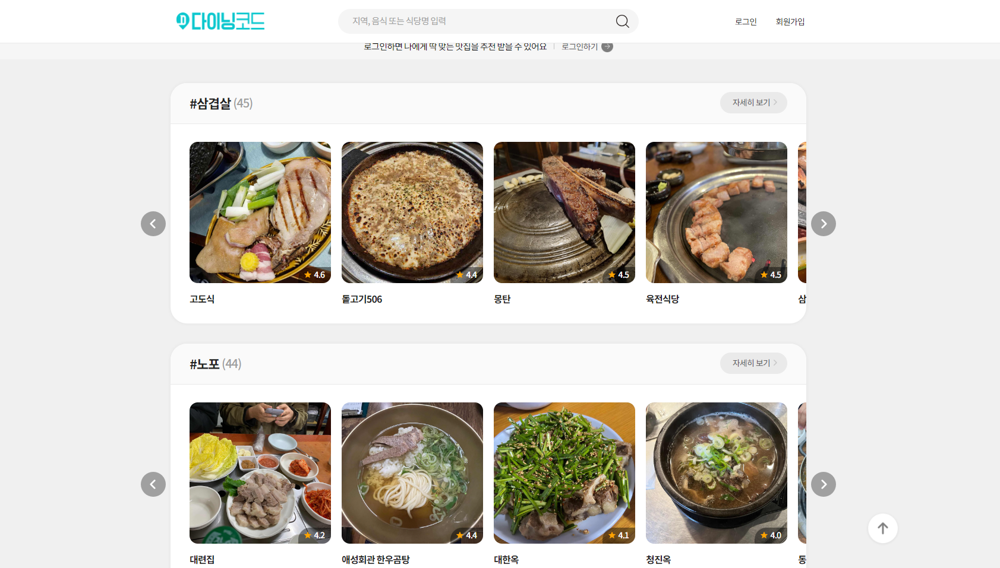 다이닝코드
지역, 음식 또는 식당명 입력
로그인
회원가입
로그인하면 나에게 딱 맞는 맛집을 추천 받을 수 있어요
로그인하기
#삼겹살 (45)
자세히 보기
4.6
4.4
4.5
4.5
고도식
돝고기506
몽탄
육전식당
삼
#노포 (44)
자세히 보기
4.2
4.4
4.1
4.0
대련집
애성회관 한우곰탕
대한옥
청진옥
동